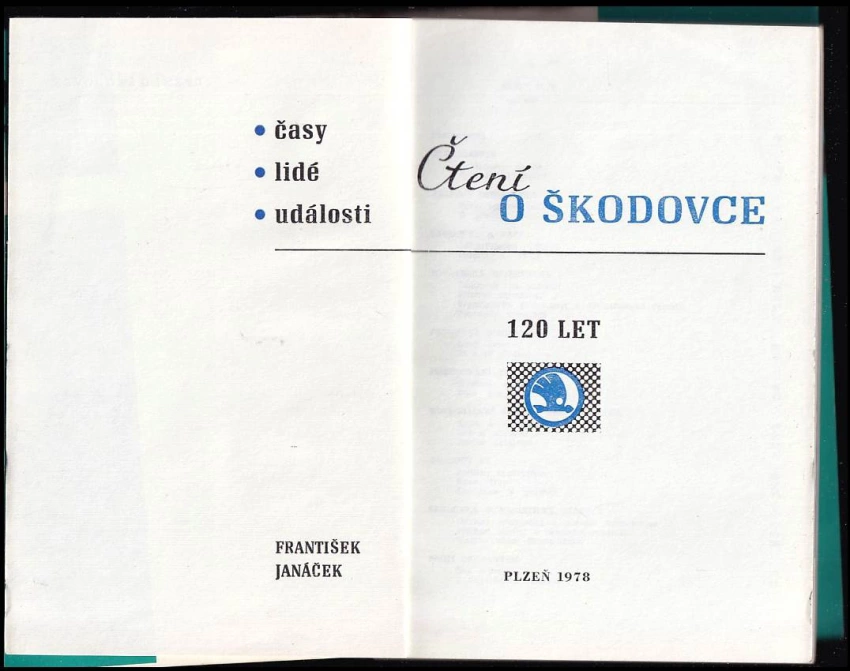 • časy
• lidé
• události
Čtení
O ŠKODOVCE
120 LET
FRANTIŠEK
JANÁČEK
PLZEŇ 1978